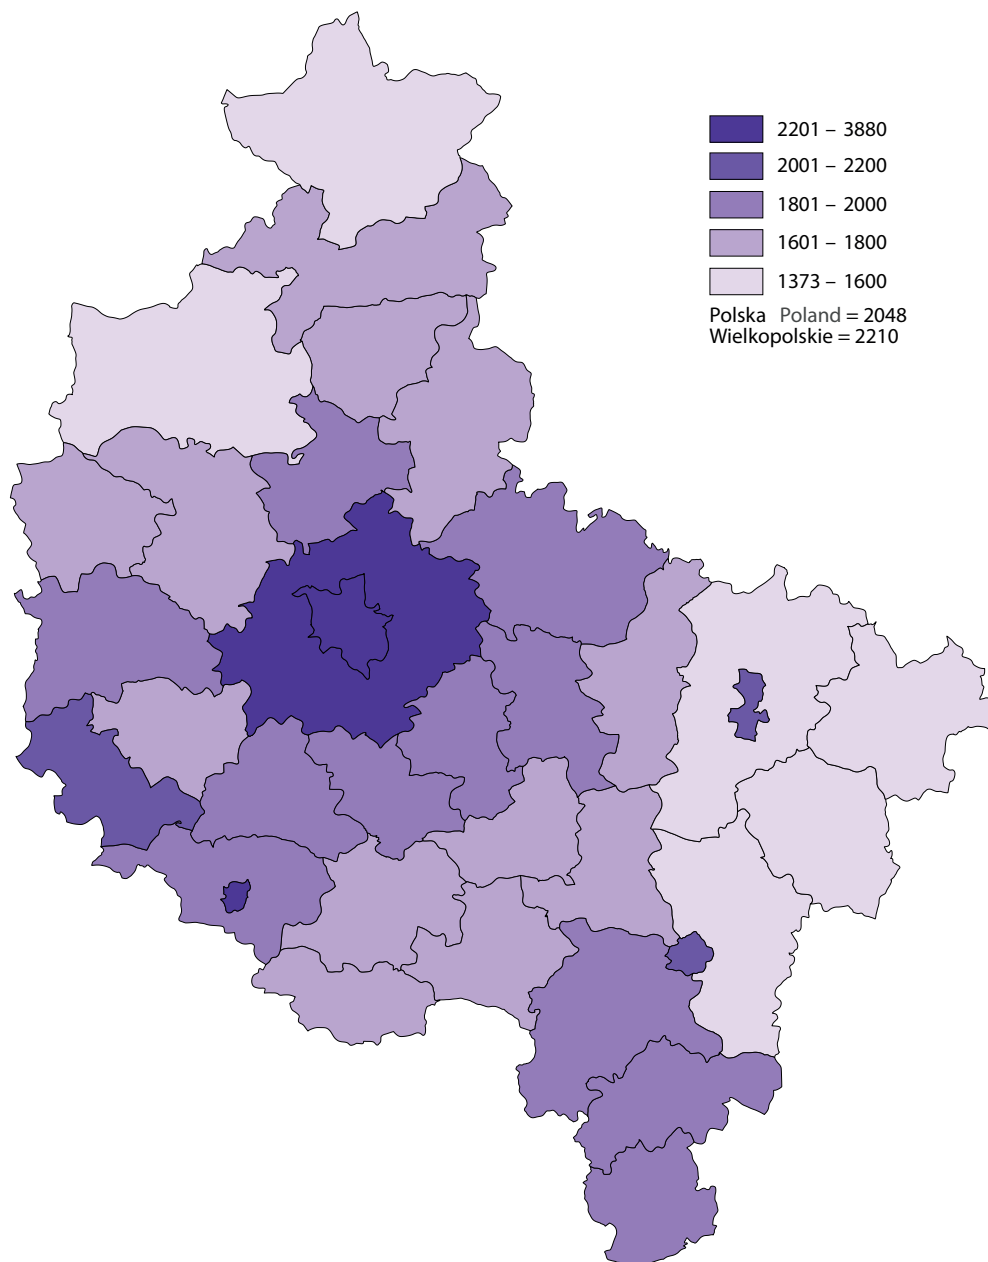 2201 – 3880
2001 – 2200
1801 – 2000
1601 – 1800
1373 – 1600
Polska Poland = 2048
Wielkopolskie = 2210